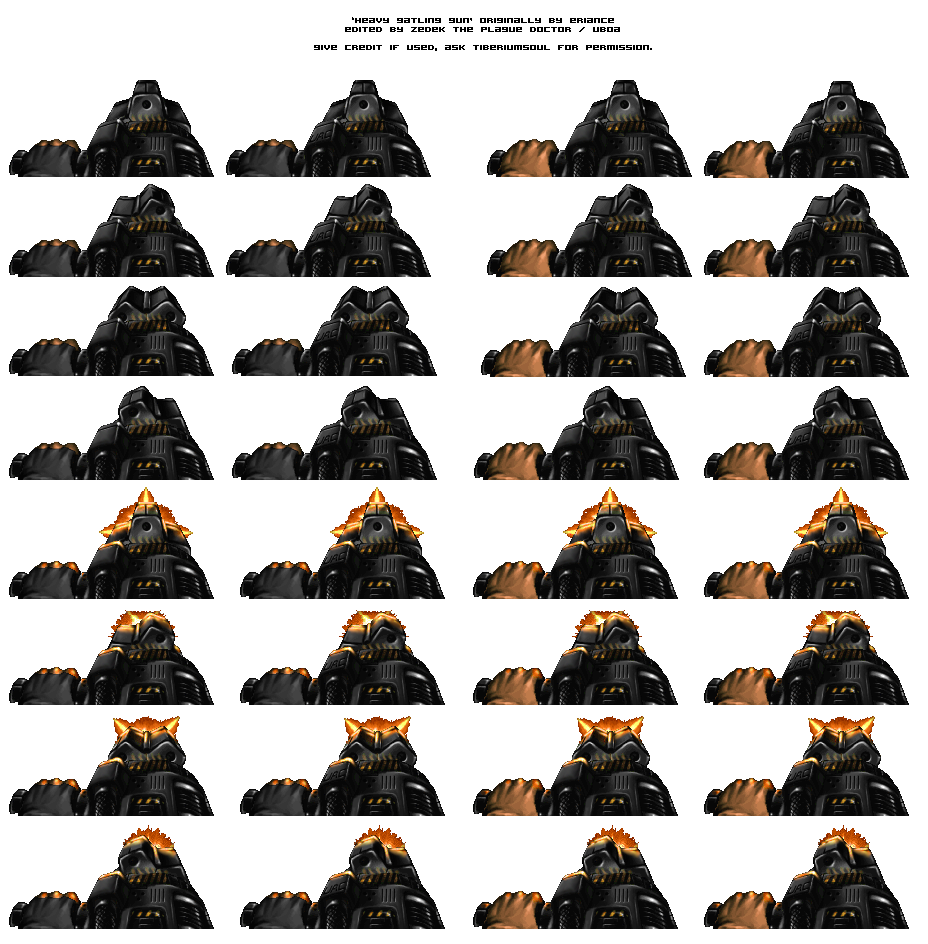 'Heavy Gatling Gun' originally by Eriance
Edited by Zedek the Plague Doctor / Uboa
Give credit if used, ask TiberiumSoul for permission.